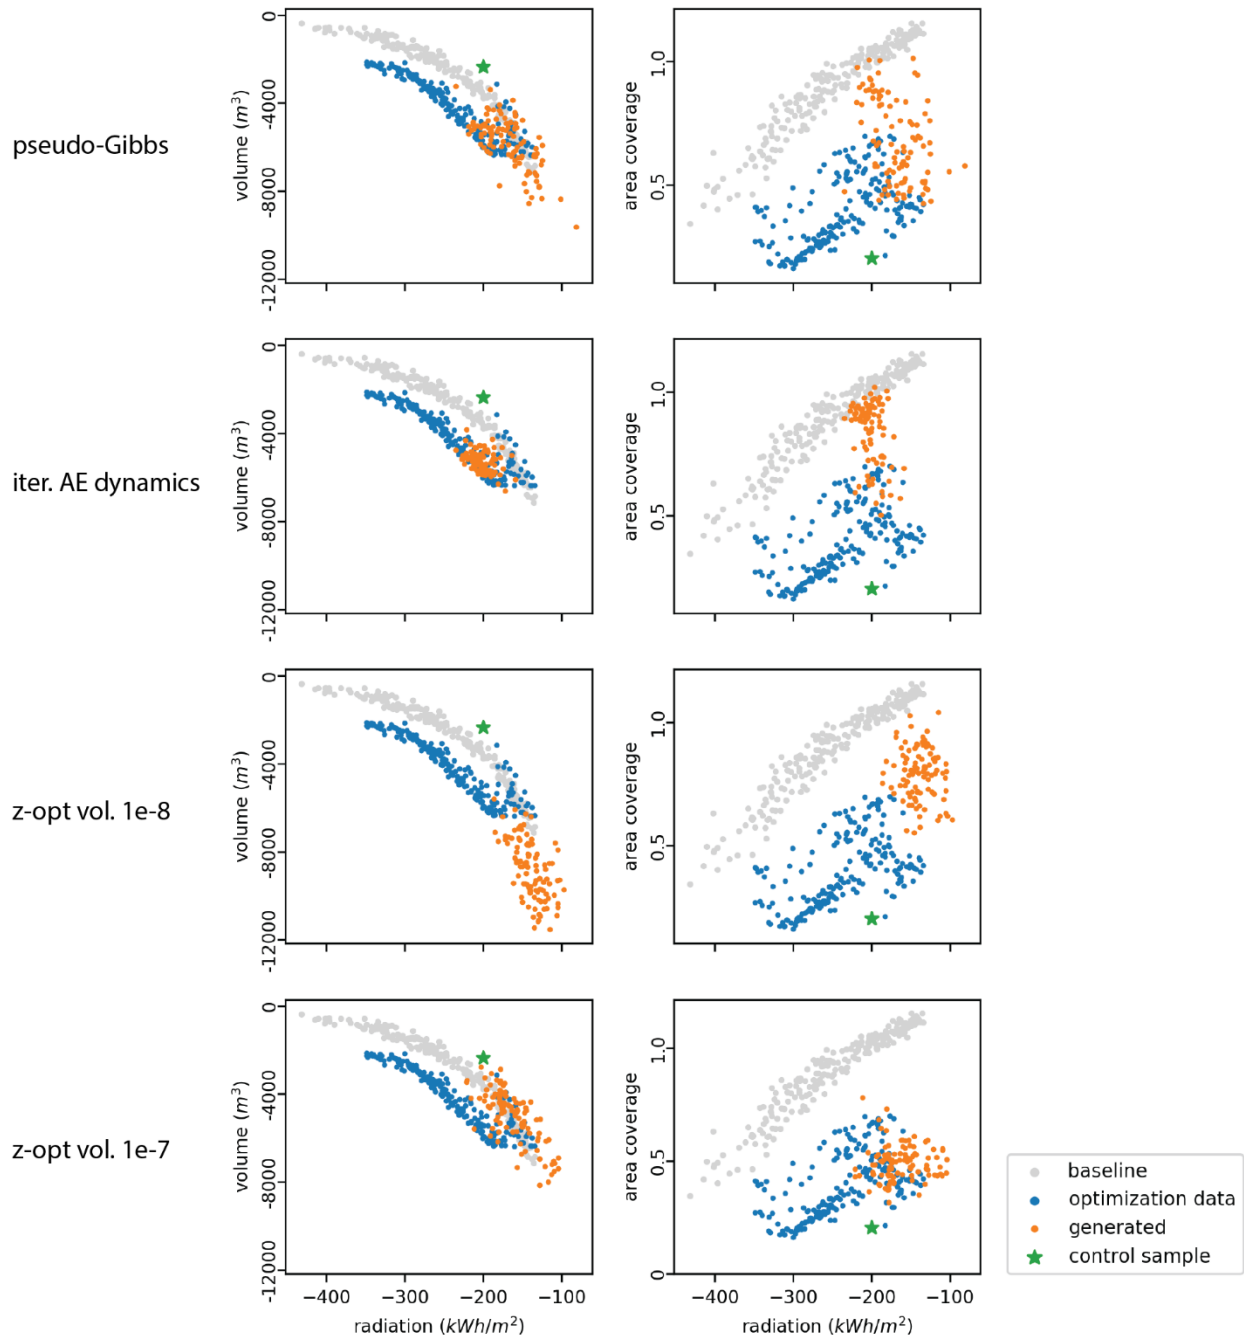 pseudo-Gibbs
volume (m³)
0
-4000
-8000
-12000
area coverage
1.0
0.5
iter. AE dynamics
volume (m³)
0
-4000
-8000
-12000
area coverage
1.0
0.5
z-opt vol. 1e-8
volume (m³)
0
-4000
-8000
-12000
area coverage
1.0
0.5
z-opt vol. 1e-7
volume (m³)
0
-4000
-8000
-12000
area coverage
1.0
0.5
0
−400 −300 −200 −100
radiation (kWh/m²)
−400 −300 −200 −100
radiation (kWh/m²)
baseline
optimization data
generated
control sample